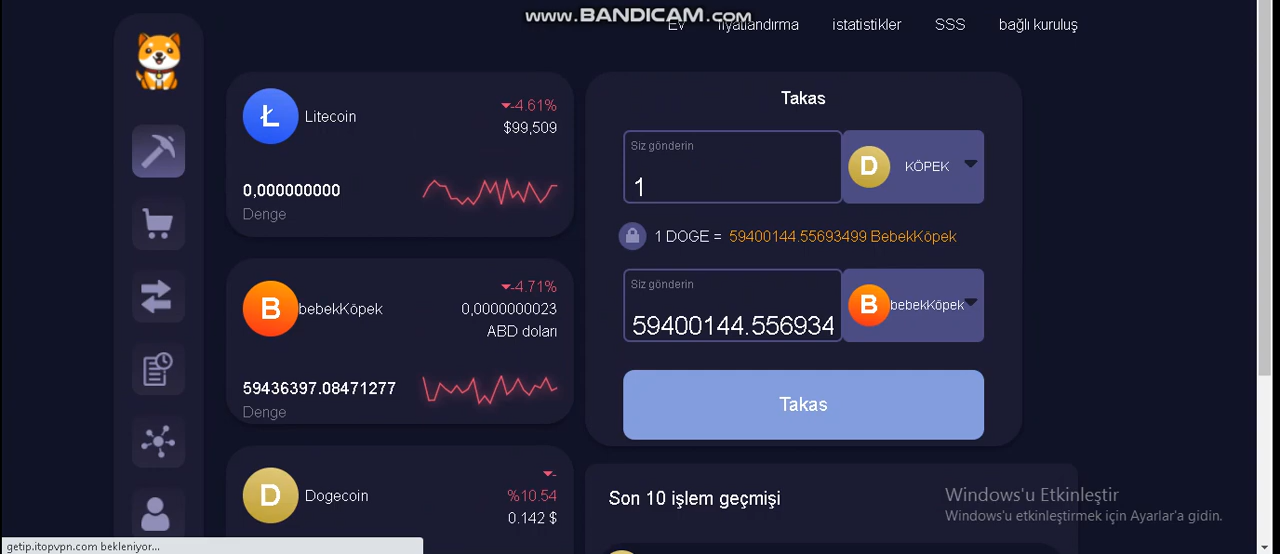 www.BANDICAM.com
Ev fiyatlandırma istatistikler SSS bağlı kuruluş
Ł Litecoin
-4.61%
$99,509
0,000000000
Denge
B bebekKöpek
-4.71%
0,0000000023
ABD doları
59436397.08471277
Denge
D Dogecoin
-
%10.54
0.142 $
Takas
Siz gönderin
1
D KÖPEK
1 DOGE = 59400144.55693499 BebekKöpek
Siz gönderin
59400144.556934
B bebekKöpek
Takas
Son 10 işlem geçmişi
Windows'u Etkinleştir
Windows'u etkinleştirmek için Ayarlar'a gidin.
getip.itopvpn.com bekleniyor...